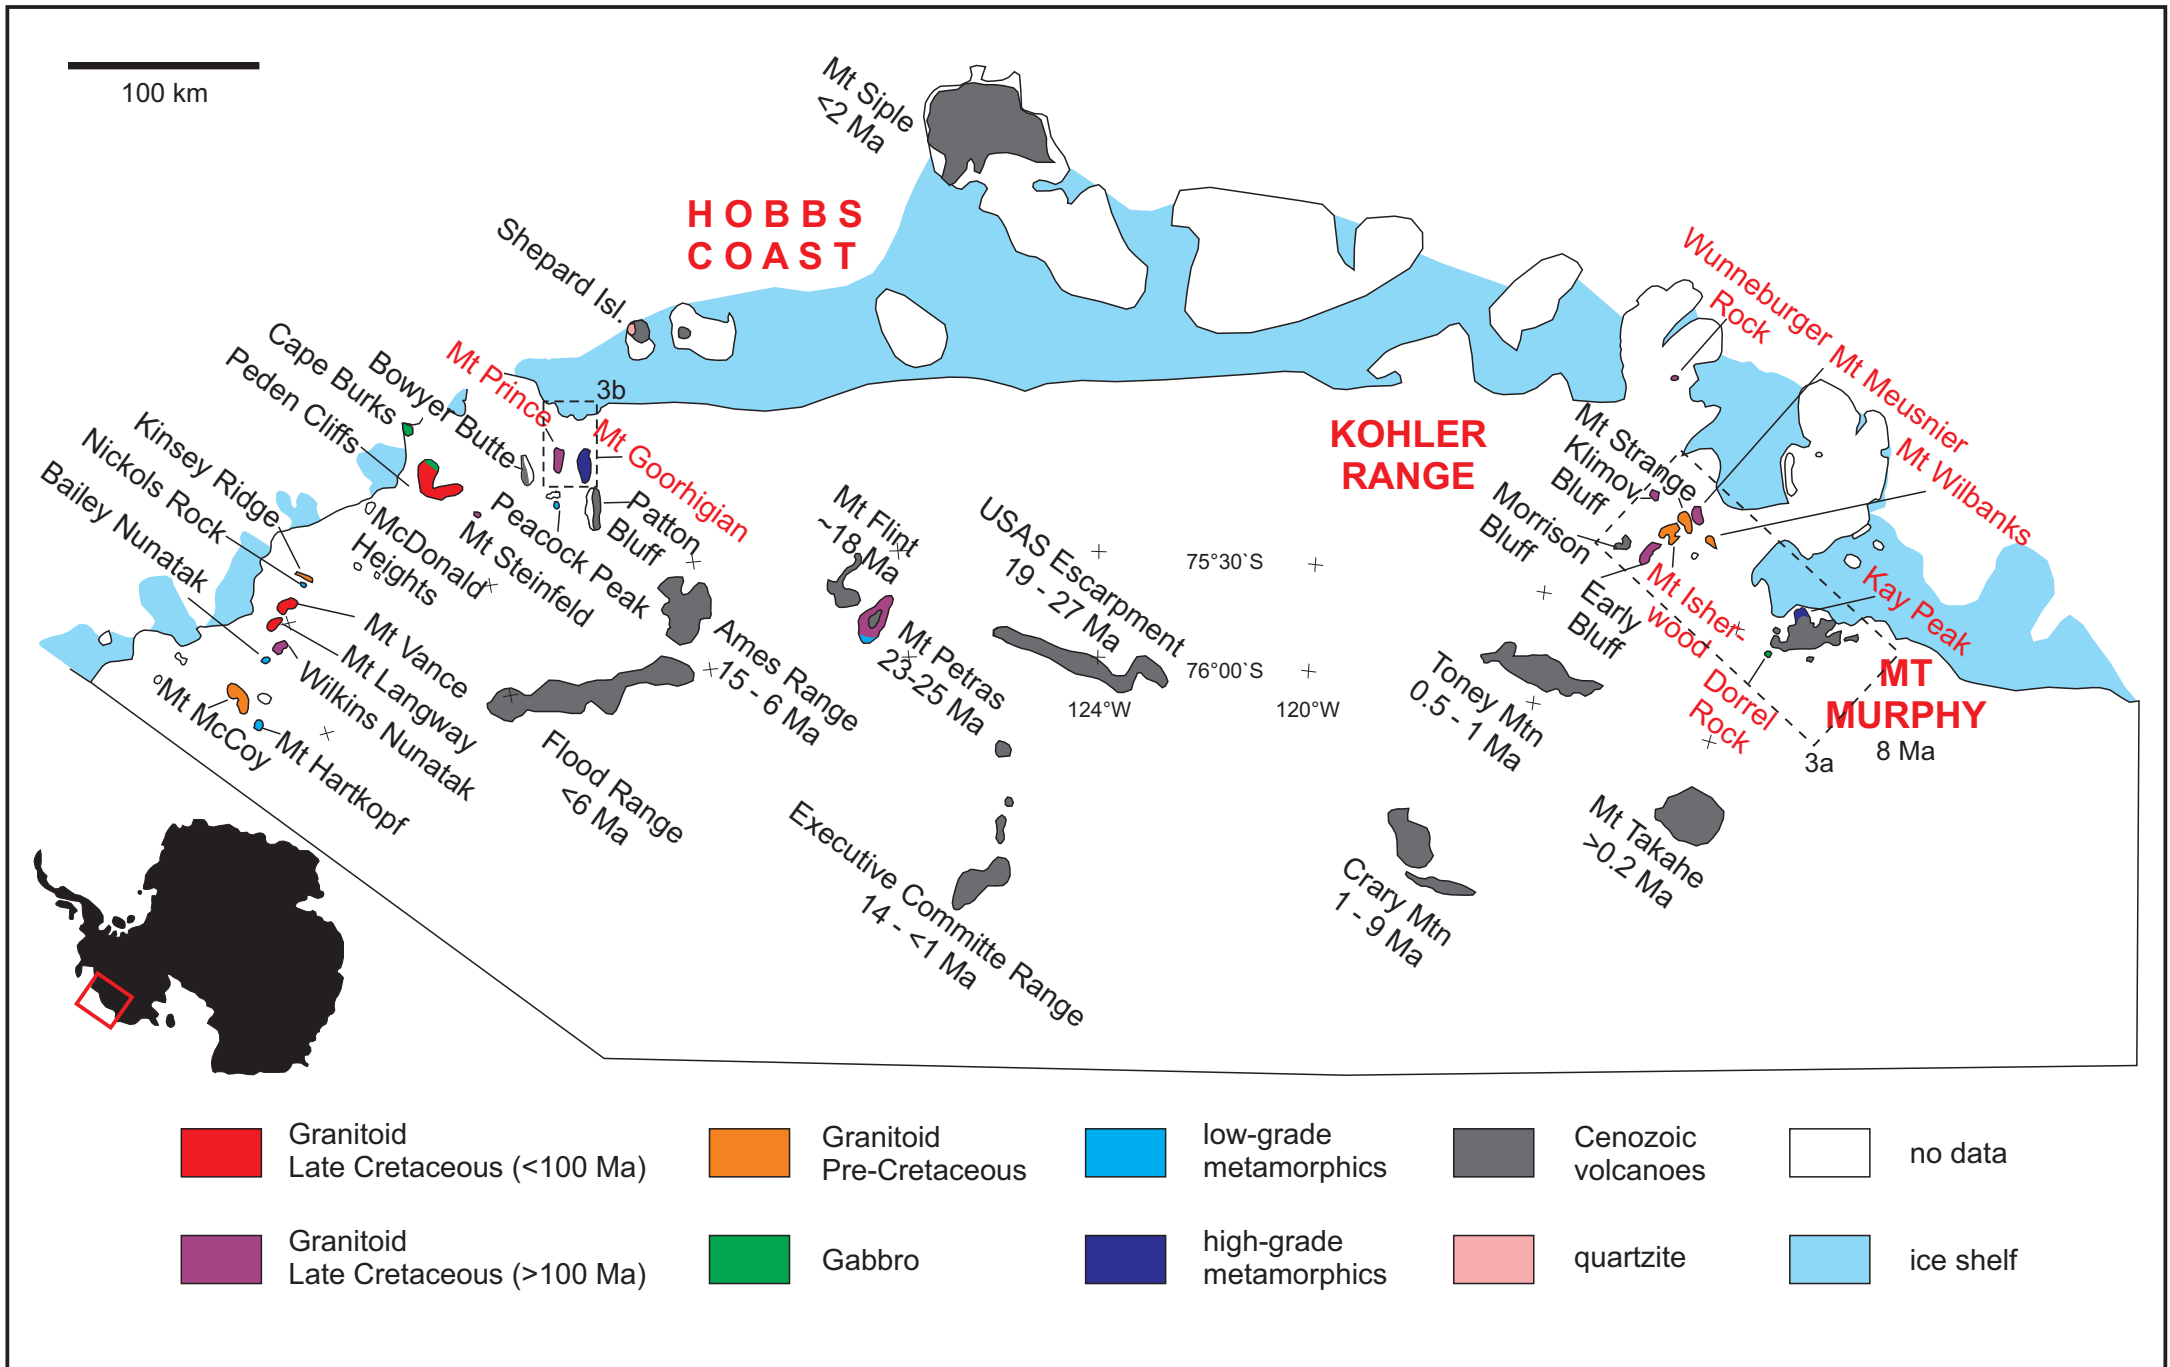 100 km
Mt Siple
<2 Ma
HOBBS
COAST
Shepard Isl.
Cape Burks
Peden Cliffs
Bowyer Butte
Mt Prince
3b
Mt Goorhigian
Kinsey Ridge
Nickols Rock
Bailey Nunatak
McDonald
Heights
Mt Steinfeld
Peacock Peak
Patton
Bluff
Mt Vance
Mt Langway
Wilkins Nunatak
Mt McCoy
Mt Hartkopf
Flood Range
<6 Ma
Ames Range
15 - 6 Ma
Mt Flint
~18 Ma
Mt Petras
23-25 Ma
USAS Escarpment
19 - 27 Ma
Executive Committe Range
14 - <1 Ma
75°30`S
76°00`S
124°W
120°W
KOHLER
RANGE
Wunneburger
Rock
Mt Meusnier
Mt Wilbanks
Mt Strange
Klimov
Bluff
Morrison
Bluff
Early
Bluff
Mt Isher-
wood
Kay Peak
Dorrel
Rock
MT
MURPHY
8 Ma
3a
Toney Mtn
0.5 - 1 Ma
Mt Takahe
>0.2 Ma
Crary Mtn
1 - 9 Ma
Granitoid
Late Cretaceous (<100 Ma)
Granitoid
Pre-Cretaceous
low-grade
metamorphics
Cenozoic
volcanoes
no data
Granitoid
Late Cretaceous (>100 Ma)
Gabbro
high-grade
metamorphics
quartzite
ice shelf